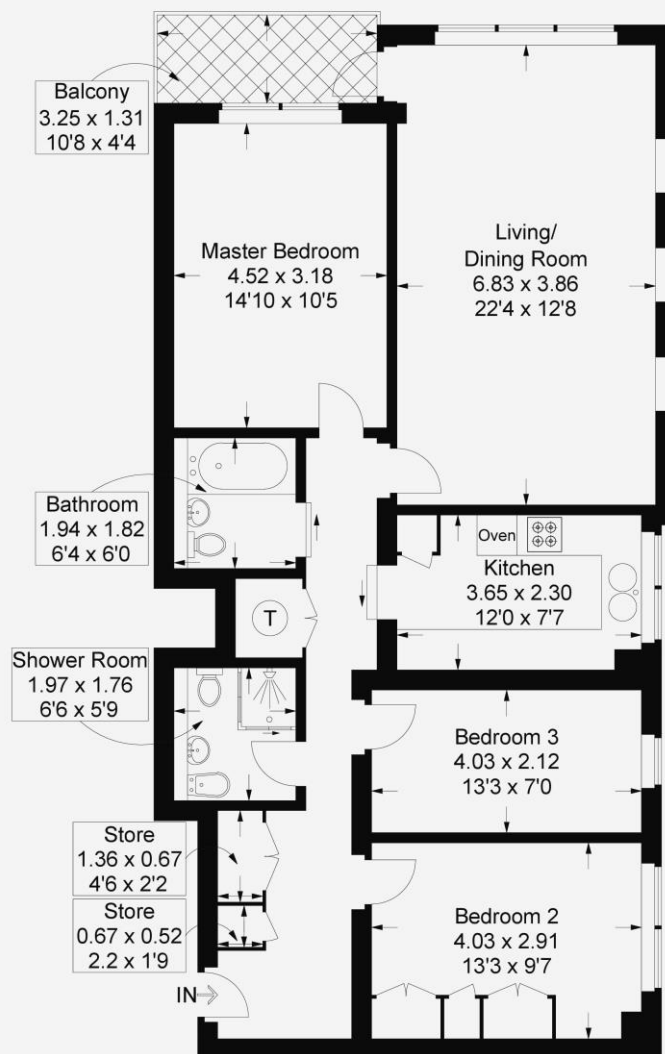 Balcony
3.25 x 1.31
10'8 x 4'4
Master Bedroom
4.52 x 3.18
14'10 x 10'5
Living/
Dining Room
6.83 x 3.86
22'4 x 12'8
Bathroom
1.94 x 1.82
6'4 x 6'0
Oven
Kitchen
3.65 x 2.30
12'0 x 7'7
T
Shower Room
1.97 x 1.76
6'6 x 5'9
Bedroom 3
4.03 x 2.12
13'3 x 7'0
Store
1.36 x 0.67
4'6 x 2'2
Store
0.67 x 0.52
2.2 x 1'9
Bedroom 2
4.03 x 2.91
13'3 x 9'7
IN